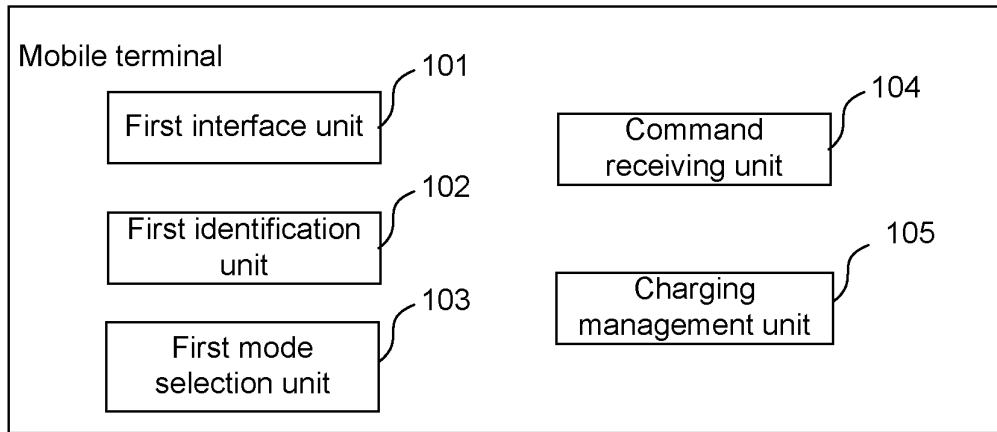 Mobile terminal
101
First interface unit
102
First identification
unit
103
First mode
selection unit
104
Command
receiving unit
105
Charging
management unit